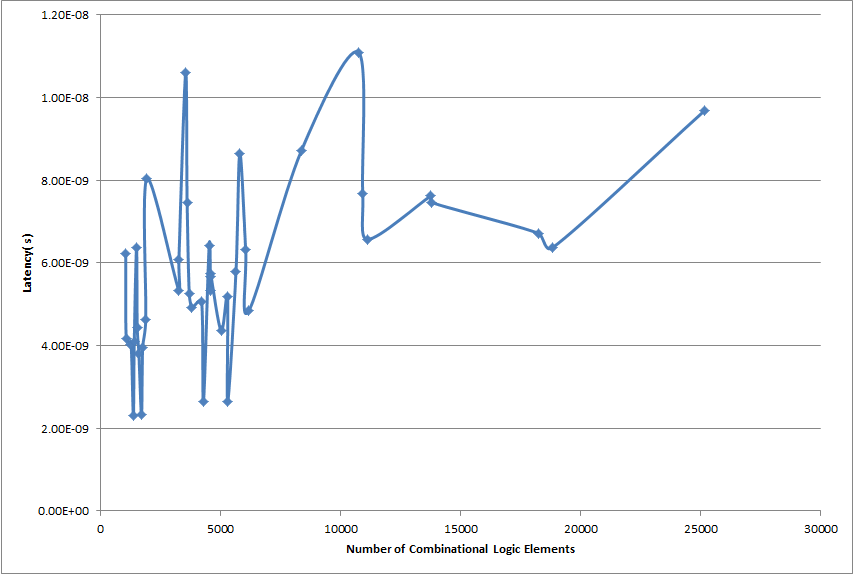 1.20E-08
1.00E-08
8.00E-09
6.00E-09
4.00E-09
2.00E-09
0.00E+00
Latency( s)
0 5000 10000 15000 20000 25000 30000
Number of Combinational Logic Elements